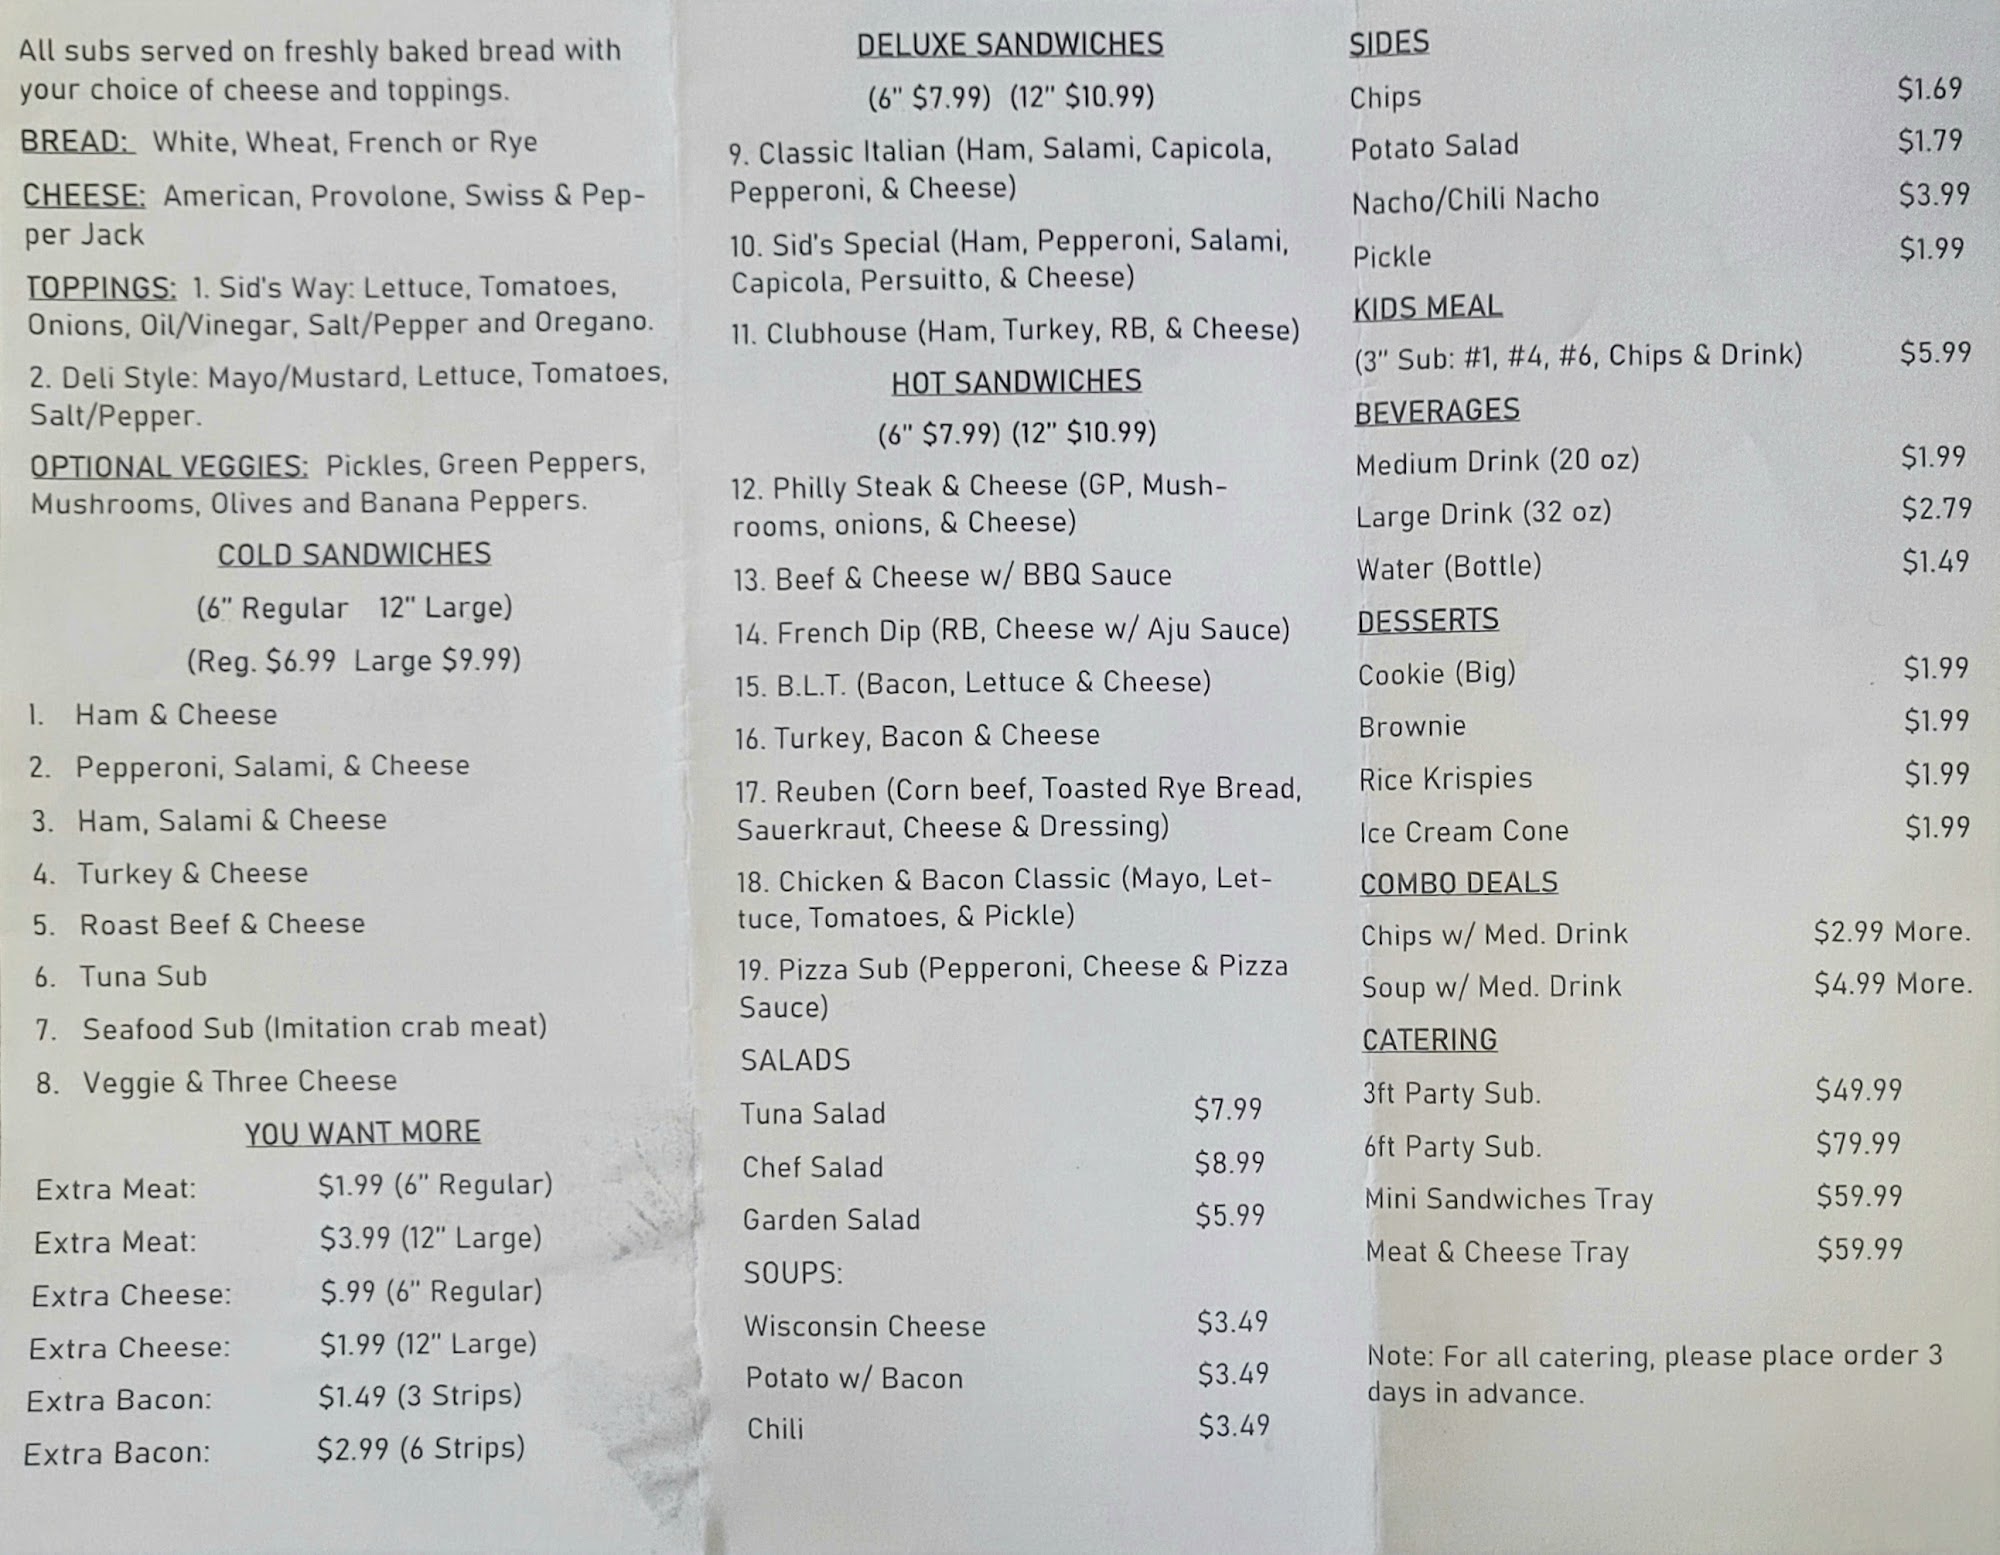 All subs served on freshly baked bread with
your choice of cheese and toppings.
BREAD: White, Wheat, French or Rye
CHEESE: American, Provolone, Swiss & Pep-
per Jack
TOPPINGS: 1. Sid's Way: Lettuce, Tomatoes,
Onions, Oil/Vinegar, Salt/Pepper and Oregano.
2. Deli Style: Mayo/Mustard, Lettuce, Tomatoes,
Salt/Pepper.
OPTIONAL VEGGIES: Pickles, Green Peppers,
Mushrooms, Olives and Banana Peppers.
COLD SANDWICHES
(6" Regular 12" Large)
(Reg. $6.99 Large $9.99)
1. Ham & Cheese
2. Pepperoni, Salami, & Cheese
3. Ham, Salami & Cheese
4. Turkey & Cheese
5. Roast Beef & Cheese
6. Tuna Sub
7. Seafood Sub (Imitation crab meat)
8. Veggie & Three Cheese
YOU WANT MORE
Extra Meat: $1.99 (6" Regular)
Extra Meat: $3.99 (12" Large)
Extra Cheese: $.99 (6" Regular)
Extra Cheese: $1.99 (12" Large)
Extra Bacon: $1.49 (3 Strips)
Extra Bacon: $2.99 (6 Strips)
DELUXE SANDWICHES
(6" $7.99) (12" $10.99)
9. Classic Italian (Ham, Salami, Capicola,
Pepperoni, & Cheese)
10. Sid's Special (Ham, Pepperoni, Salami,
Capicola, Persuitto, & Cheese)
11. Clubhouse (Ham, Turkey, RB, & Cheese)
HOT SANDWICHES
(6" $7.99) (12" $10.99)
12. Philly Steak & Cheese (GP, Mush-
rooms, onions, & Cheese)
13. Beef & Cheese w/ BBQ Sauce
14. French Dip (RB, Cheese w/ Aju Sauce)
15. B.L.T. (Bacon, Lettuce & Cheese)
16. Turkey, Bacon & Cheese
17. Reuben (Corn beef, Toasted Rye Bread,
Sauerkraut, Cheese & Dressing)
18. Chicken & Bacon Classic (Mayo, Let-
tuce, Tomatoes, & Pickle)
19. Pizza Sub (Pepperoni, Cheese & Pizza
Sauce)
SALADS
Tuna Salad $7.99
Chef Salad $8.99
Garden Salad $5.99
SOUPS:
Wisconsin Cheese $3.49
Potato w/ Bacon $3.49
Chili $3.49
SIDES
Chips $1.69
Potato Salad $1.79
Nacho/Chili Nacho $3.99
Pickle $1.99
KIDS MEAL
(3" Sub: #1, #4, #6, Chips & Drink) $5.99
BEVERAGES
Medium Drink (20 oz) $1.99
Large Drink (32 oz) $2.79
Water (Bottle) $1.49
DESSERTS
Cookie (Big) $1.99
Brownie $1.99
Rice Krispies $1.99
Ice Cream Cone $1.99
COMBO DEALS
Chips w/ Med. Drink $2.99 More.
Soup w/ Med. Drink $4.99 More.
CATERING
3ft Party Sub. $49.99
6ft Party Sub. $79.99
Mini Sandwiches Tray $59.99
Meat & Cheese Tray $59.99
Note: For all catering, please place order 3
days in advance.